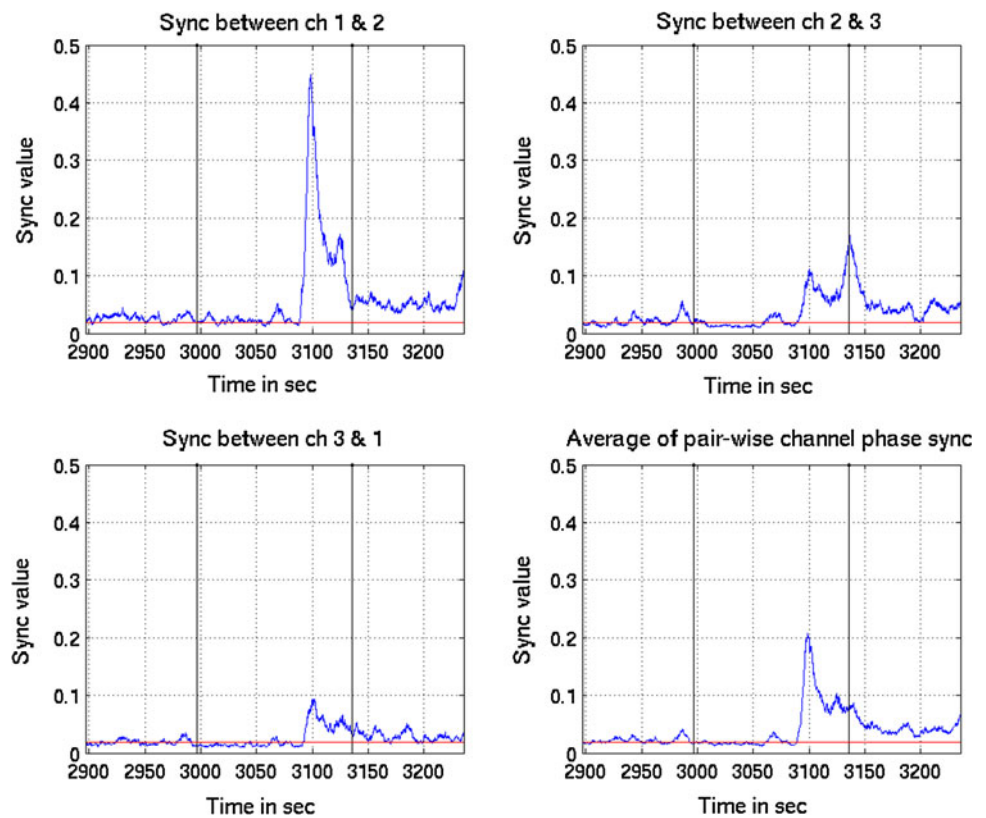 Sync between ch 1 & 2
0.5
0.4
0.3
0.2
0.1
0
Sync value
2900 2950 3000 3050 3100 3150 3200
Time in sec
Sync between ch 2 & 3
0.5
0.4
0.3
0.2
0.1
0
Sync value
2900 2950 3000 3050 3100 3150 3200
Time in sec
Sync between ch 3 & 1
0.5
0.4
0.3
0.2
0.1
0
Sync value
2900 2950 3000 3050 3100 3150 3200
Time in sec
Average of pair-wise channel phase sync
0.5
0.4
0.3
0.2
0.1
0
Sync value
2900 2950 3000 3050 3100 3150 3200
Time in sec